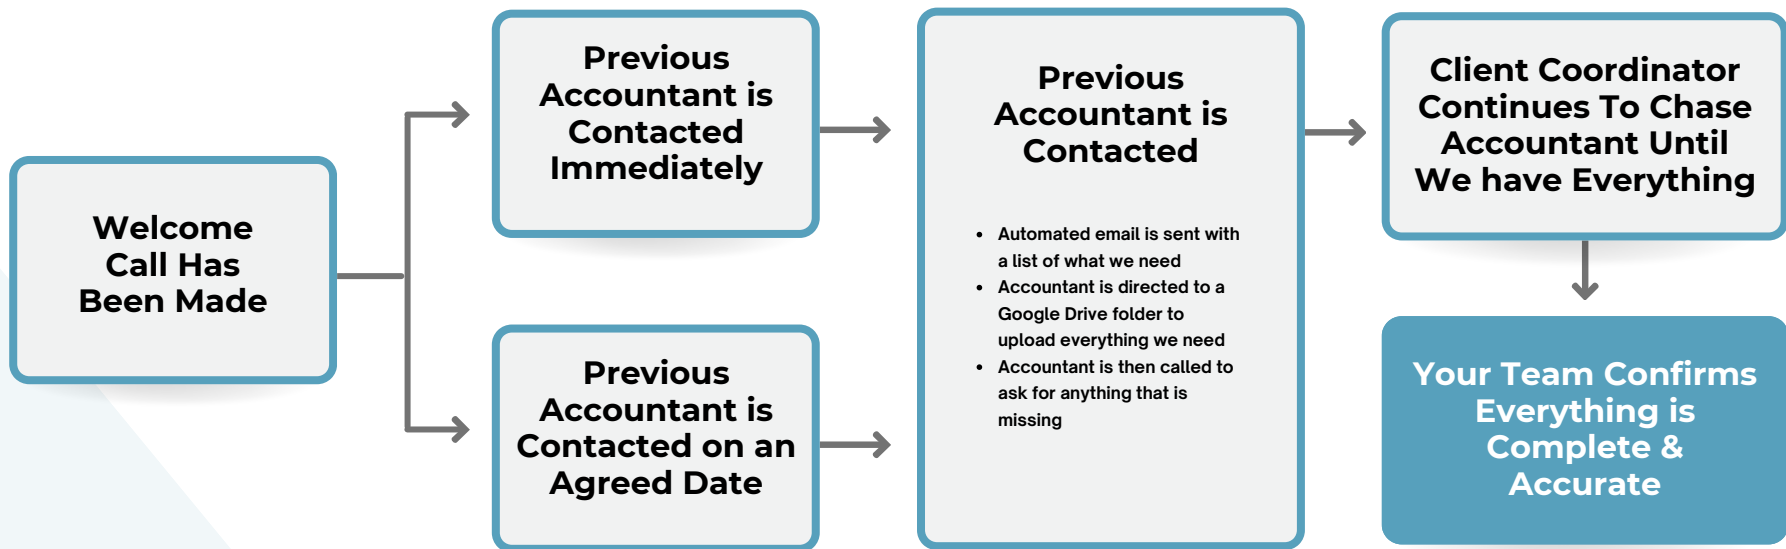 Welcome
Call Has
Been Made
Previous
Accountant is
Contacted
Immediately
Previous
Accountant is
Contacted on an
Agreed Date
Previous
Accountant is
Contacted
• Automated email is sent with
a list of what we need
• Accountant is directed to a
Google Drive folder to
upload everything we need
• Accountant is then called to
ask for anything that is
missing
Client Coordinator
Continues To Chase
Accountant Until
We have Everything
Your Team Confirms
Everything is
Complete &
Accurate